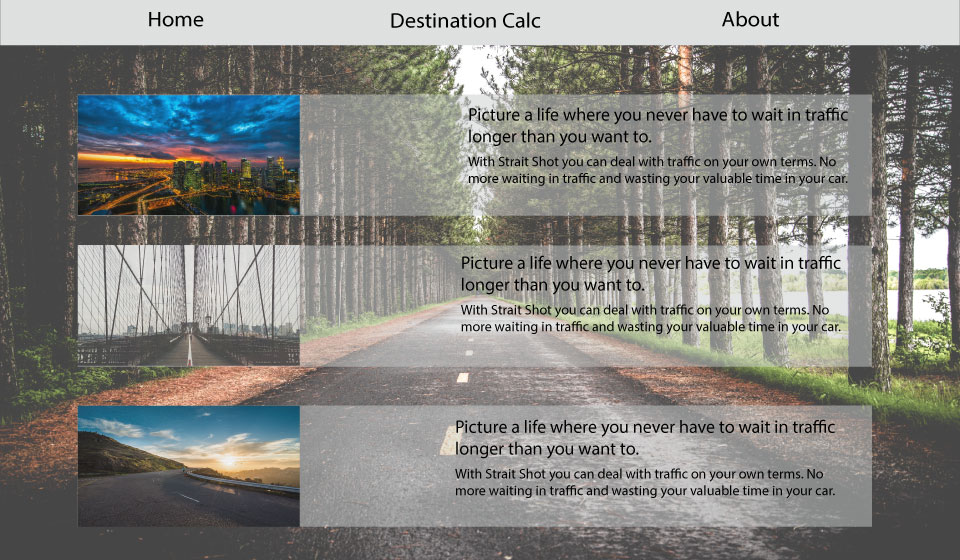 Home
Destination Calc
About
Picture a life where you never have to wait in traffic
longer than you want to.
With Strait Shot you can deal with traffic on your own terms. No
more waiting in traffic and wasting your valuable time in your car.
Picture a life where you never have to wait in traffic
longer than you want to.
With Strait Shot you can deal with traffic on your own terms. No
more waiting in traffic and wasting your valuable time in your car.
Picture a life where you never have to wait in traffic
longer than you want to.
With Strait Shot you can deal with traffic on your own terms. No
more waiting in traffic and wasting your valuable time in your car.